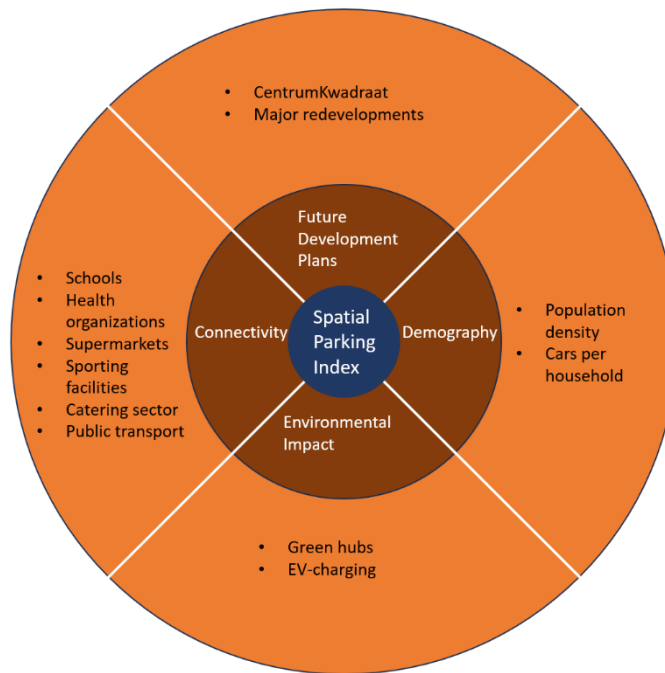 • CentrumKwadraat
• Major redevelopments
Future
Development
Plans
• Schools
• Health
organizations
• Supermarkets
• Sporting
facilities
• Catering sector
• Public transport
Connectivity
Spatial
Parking
Index
Demography
• Population
density
• Cars per
household
Environmental
Impact
• Green hubs
• EV-charging